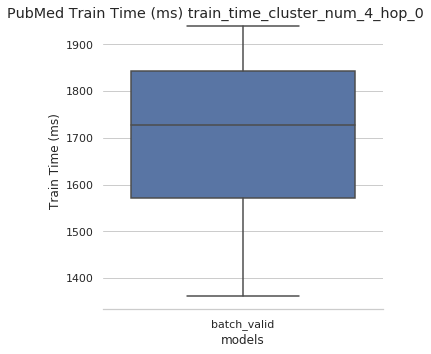 PubMed Train Time (ms) train_time_cluster_num_4_hop_0
1900
1800
1700
1600
1500
1400
Train Time (ms)
batch_valid
models